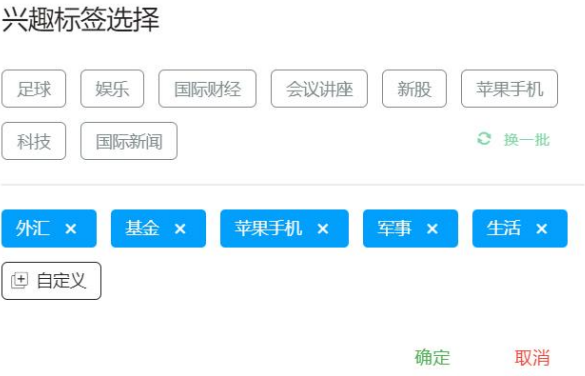 兴趣标签选择
足球 娱乐 国际财经 会议讲座 新股 苹果手机
科技 国际新闻 换一批
外汇 × 基金 × 苹果手机 × 军事 × 生活 ×
自定义
确定 取消